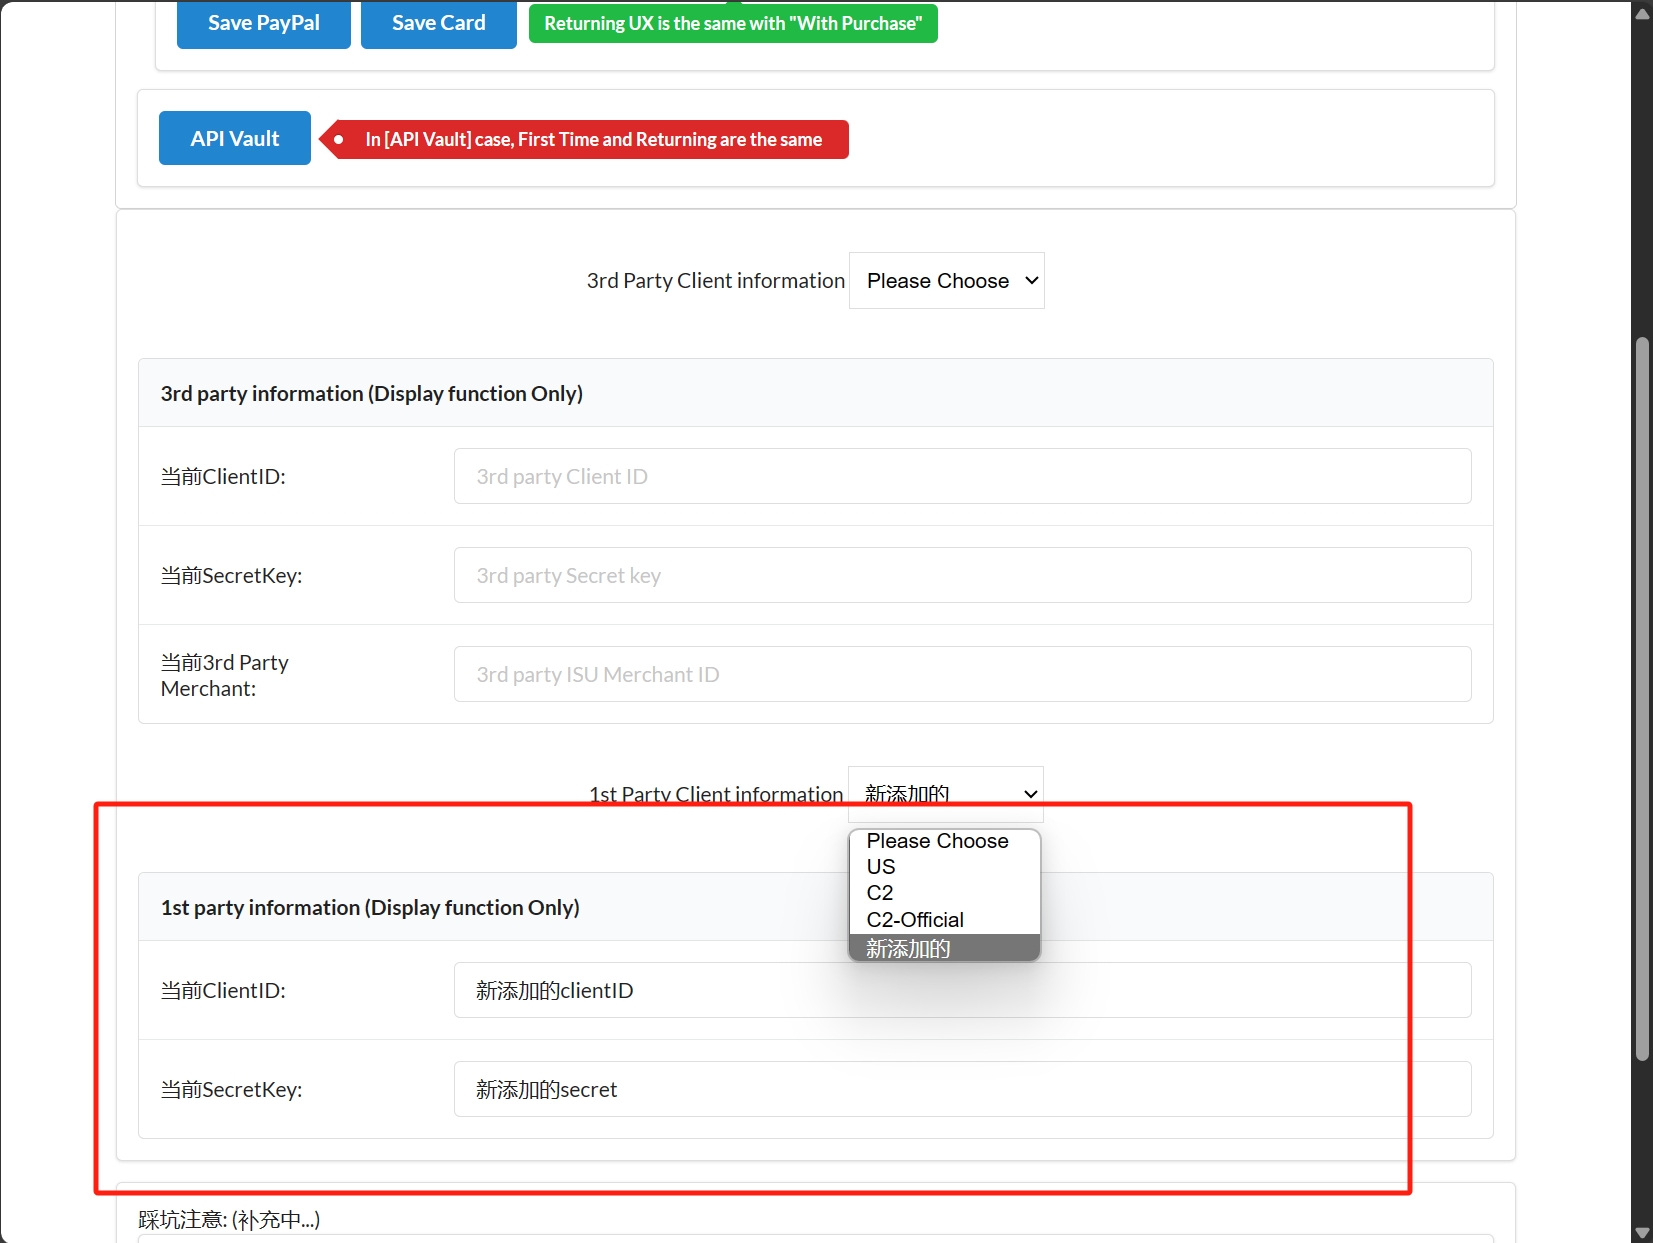 Save PayPal
Save Card
Returning UX is the same with "With Purchase"
API Vault
In [API Vault] case, First Time and Returning are the same
3rd Party Client information
Please Choose
3rd party information (Display function Only)
当前ClientID:
3rd party Client ID
当前SecretKey:
3rd party Secret key
当前3rd Party
Merchant:
3rd party ISU Merchant ID
1st Party Client information
新添加的
Please Choose
US
C2
C2-Official
新添加的
1st party information (Display function Only)
当前ClientID:
新添加的clientID
当前SecretKey:
新添加的secret
踩坑注意: (补充中...)